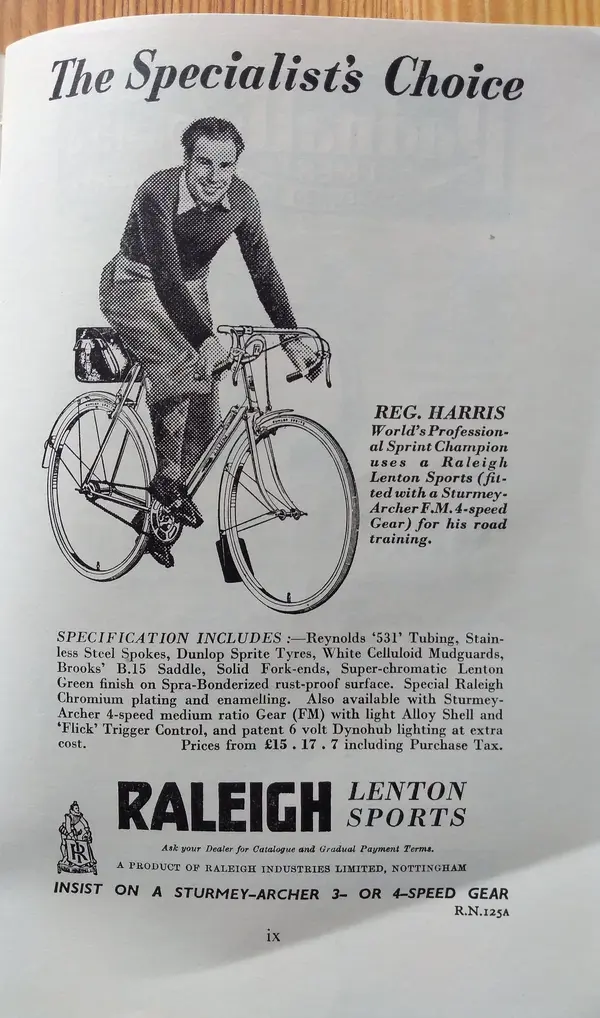 The Specialist's Choice
REG. HARRIS
World's Profession-
al Sprint Champion
uses a Raleigh
Lenton Sports (fit-
ted with a Sturmey-
Archer F.M. 4-speed
Gear) for his road
training.
SPECIFICATION INCLUDES :—Reynolds ‘531’ Tubing, Stain-
less Steel Spokes, Dunlop Sprite Tyres, White Celluloid Mudguards,
Brooks’ B.15 Saddle, Solid Fork-ends, Super-chromatic Lenton
Green finish on Spra-Bonderized rust-proof surface. Special Raleigh
Chromium plating and enamelling. Also available with Sturmey-
Archer 4-speed medium ratio Gear (FM) with light Alloy Shell and
‘Flick’ Trigger Control, and patent 6 volt Dynohub lighting at extra
cost. Prices from £15 . 17 . 7 including Purchase Tax.
RALEIGH LENTON
SPORTS
Ask your Dealer for Catalogue and Gradual Payment Terms.
A PRODUCT OF RALEIGH INDUSTRIES LIMITED, NOTTINGHAM
INSIST ON A STURMEY–ARCHER 3– OR 4–SPEED GEAR
R.N.125A
ix